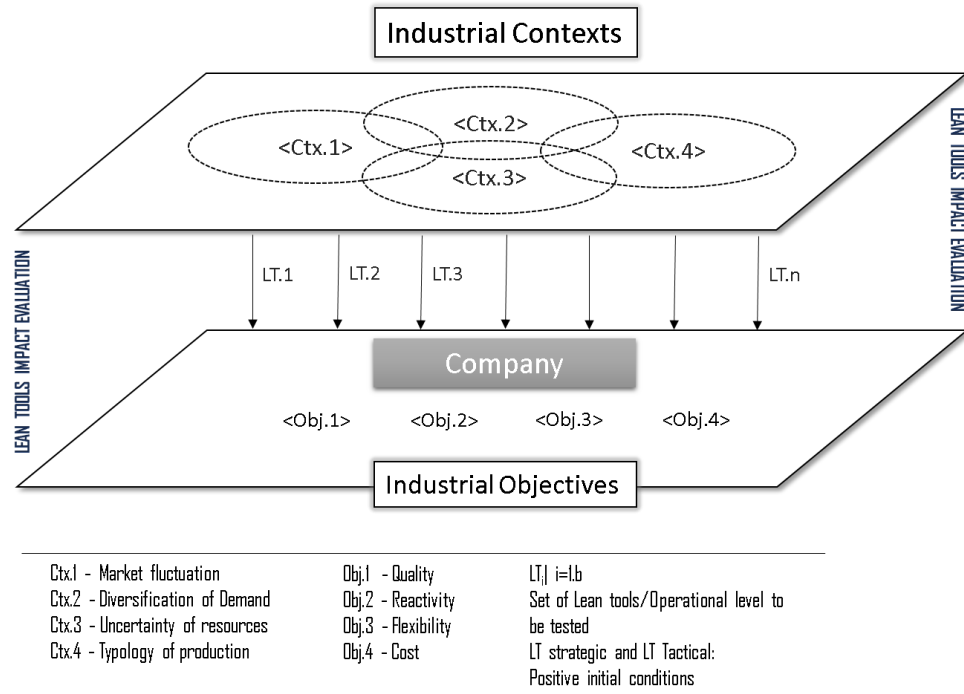 Industrial Contexts
<Ctx.2>
<Ctx.1>
<Ctx.4>
<Ctx.3>
LEAN TOOLS IMPACT EVALUATION
LEAN TOOLS IMPACT EVALUATION
LT.1
LT.2
LT.3
LT.n
Company
<Obj.1>
<Obj.2>
<Obj.3>
<Obj.4>
Industrial Objectives
Ctx.1 - Market fluctuation
Ctx.2 - Diversification of Demand
Ctx.3 - Uncertainty of resources
Ctx.4 - Typology of production
Obj.1 - Quality
Obj.2 - Reactivity
Obj.3 - Flexibility
Obj.4 - Cost
LTi| i=1.b
Set of Lean tools/Operational level to
be tested
LT strategic and LT Tactical:
Positive initial conditions